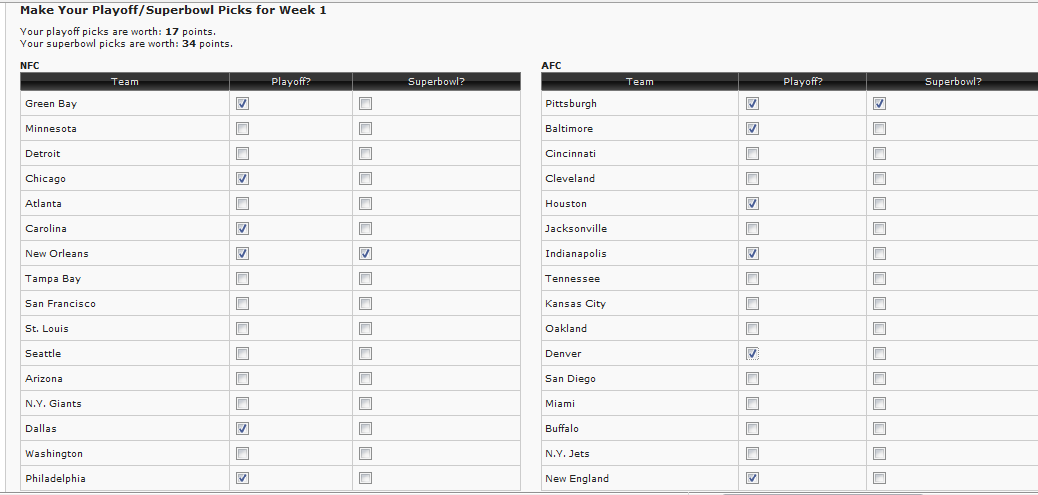 Make Your Playoff/Superbowl Picks for Week 1
Your playoff picks are worth: 17 points.
Your superbowl picks are worth: 34 points.
NFC
Team Playoff? Superbowl?
Green Bay
Minnesota
Detroit
Chicago
Atlanta
Carolina
New Orleans
Tampa Bay
San Francisco
St. Louis
Seattle
Arizona
N.Y. Giants
Dallas
Washington
Philadelphia
AFC
Team Playoff? Superbowl?
Pittsburgh
Baltimore
Cincinnati
Cleveland
Houston
Jacksonville
Indianapolis
Tennessee
Kansas City
Oakland
Denver
San Diego
Miami
Buffalo
N.Y. Jets
New England